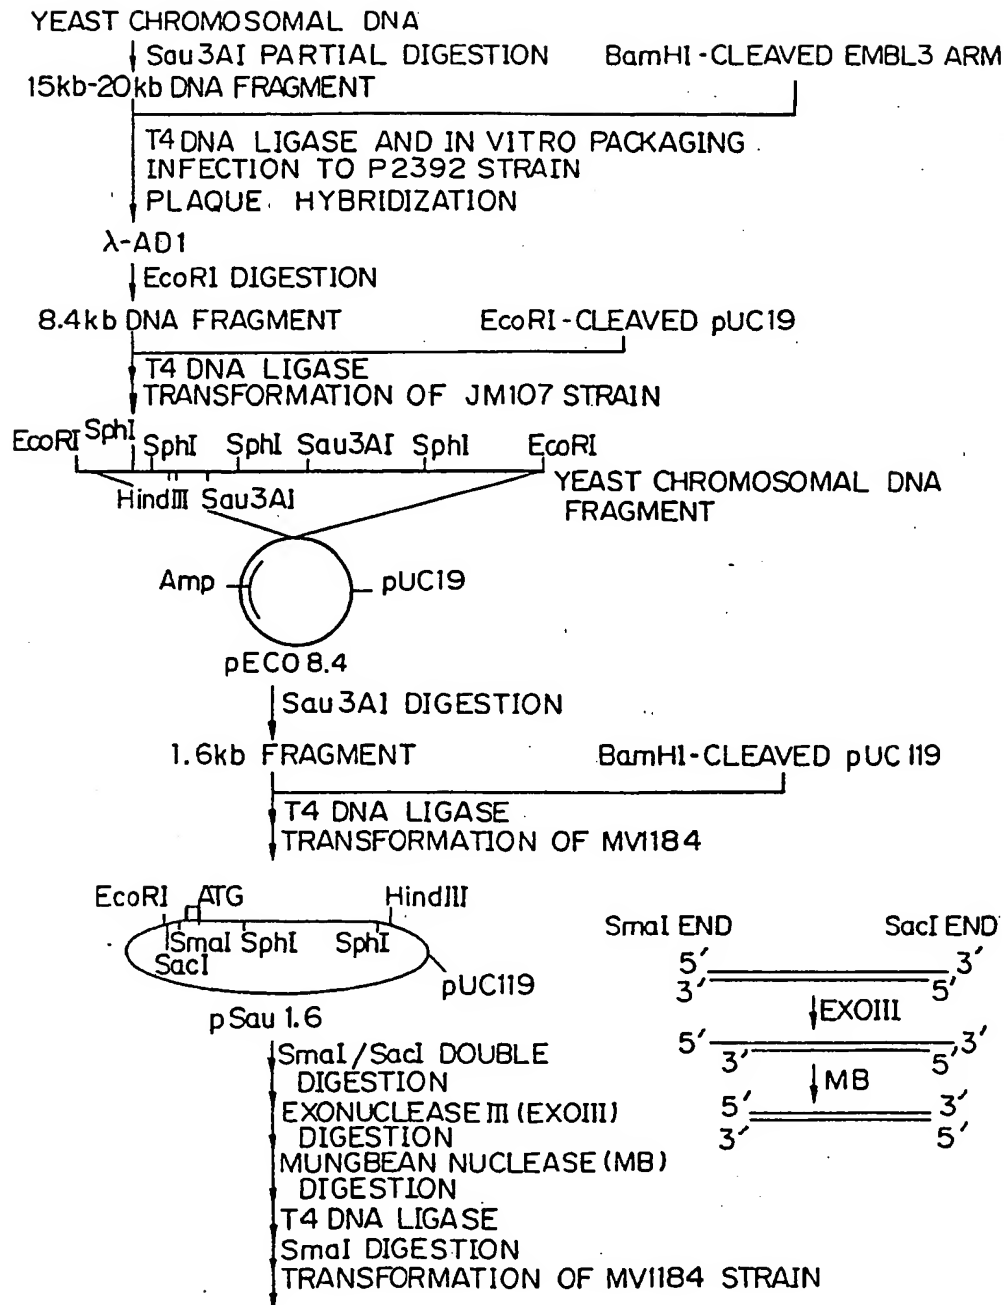 YEAST CHROMOSOMAL DNA
Sau3AI PARTIAL DIGESTION
BamHI-CLEAVED EMBL3 ARM
15kb-20kb DNA FRAGMENT
T4 DNA LIGASE AND IN VITRO PACKAGING
INFECTION TO P2392 STRAIN
PLAQUE HYBRIDIZATION
λ-AD1
EcoRI DIGESTION
8.4kb DNA FRAGMENT
EcoRI-CLEAVED pUC19
T4 DNA LIGASE
TRANSFORMATION OF JM107 STRAIN
EcoRI SphI SphI SphI Sau3AI SphI EcoRI
HindIII Sau3AI
YEAST CHROMOSOMAL DNA
FRAGMENT
Amp
pUC19
pECO 8.4
Sau3AI DIGESTION
1.6kb FRAGMENT
BamHI-CLEAVED pUC119
T4 DNA LIGASE
TRANSFORMATION OF MV1184
EcoRI ATG HindIII
SmaI SphI SphI
SacI
pUC119
pSau 1.6
SmaI END SacI END
5′ 3′
3′ 5′
EXOIII
5′ 3′
3′ 5′
MB
5′ 3′
3′ 5′
SmaI/SacI DOUBLE
DIGESTION
EXONUCLEASE III (EXOIII)
DIGESTION
MUNGBEAN NUCLEASE (MB)
DIGESTION
T4 DNA LIGASE
SmaI DIGESTION
TRANSFORMATION OF MV1184 STRAIN